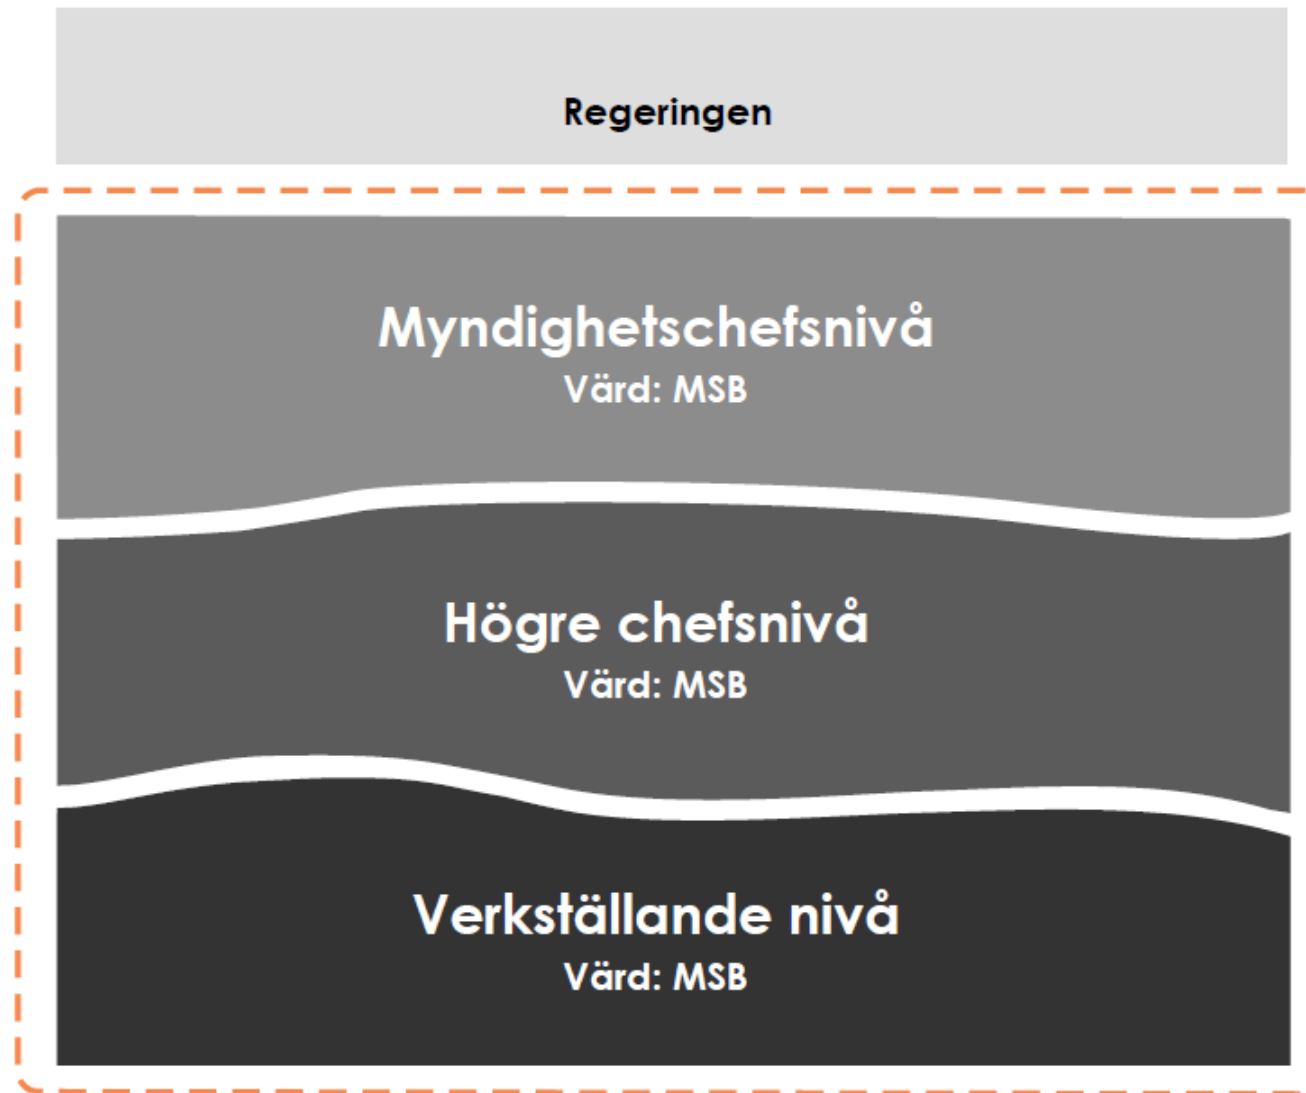 Regeringen
Myndighetschefsnivå
Värd: MSB
Högre chefsnivå
Värd: MSB
Verkställande nivå
Värd: MSB